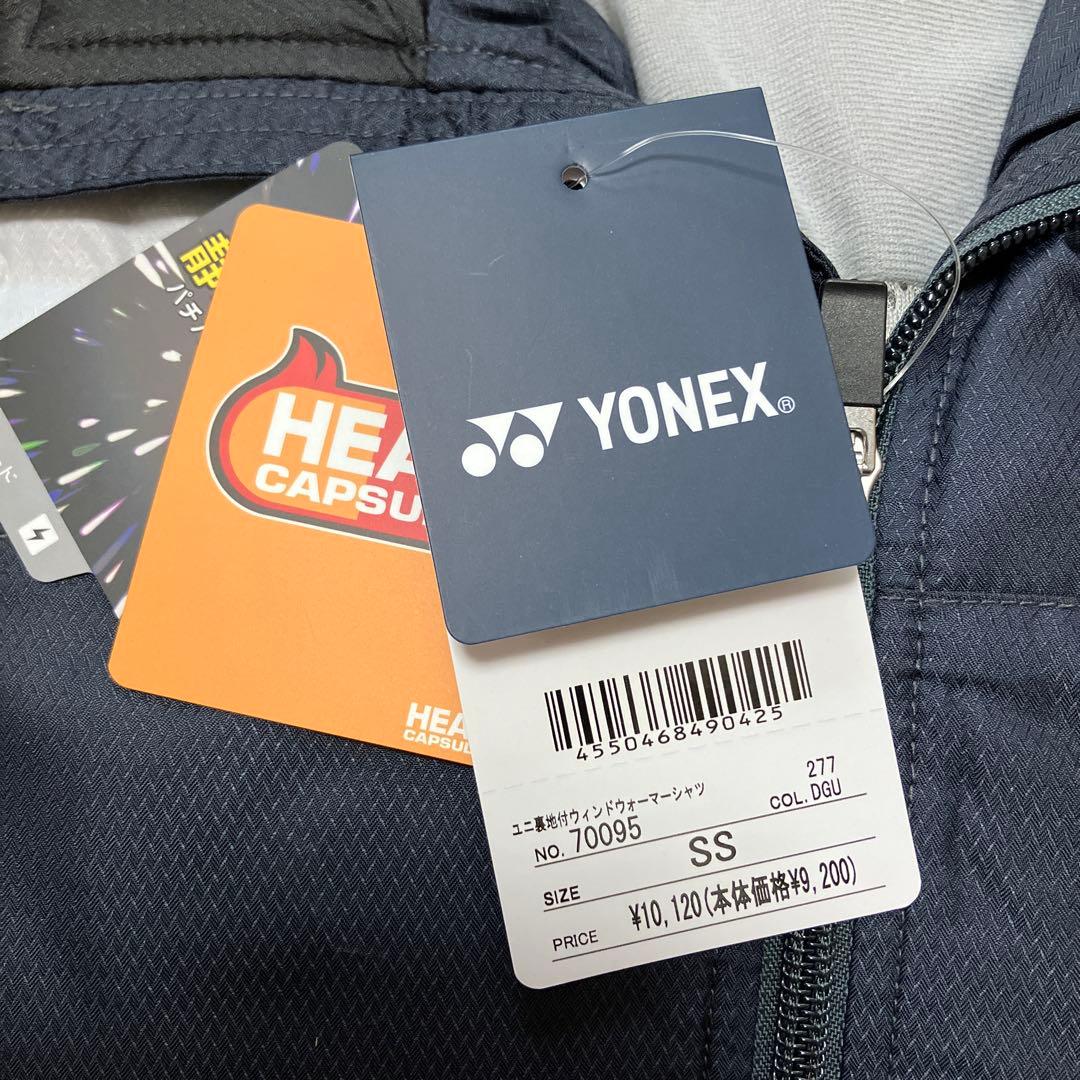 YONEX®
パチ
HEA
CAPSU
HEA
CAPSUL
4550468490425
ユニ裏地付ウィンドウォーマーシャツ
277
NO. 70095 COL. DGU
SIZE SS
PRICE ¥10,120(本体価格¥9,200)